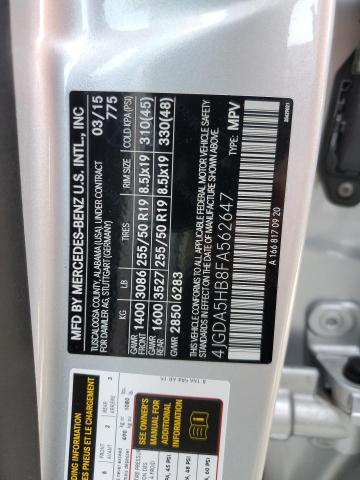 MFD BY MERCEDES-BENZ U.S. INTL., INC
TUSCALOOSA COUNTY, ALABAMA (USA) UNDER CONTRACT 03/15
FOR DAIMLER AG, STUTTGART GERMANY 775
KG LB TIRES RIM SIZE COLD KPA(PSI)
GAWR FRONT 1400 3086 255/50 R19 8.5Jx19 310(45)
GAWR REAR 1600 3527 255/50 R19 8.5Jx19 330(48)
GVWR 2850 6283
THIS VEHICLE CONFORMS TO ALL APPLICABLE FEDERAL MOTOR VEHICLE SAFETY
STANDARDS IN EFFECT ON THE DATE OF MANUFACTURE SHOWN ABOVE.
4JGDA5HB8FA562647 TYPE: MPV
A 166 817 09 20
SEE OWNER'S
MANUAL FOR
ADDITIONAL
INFORMATION